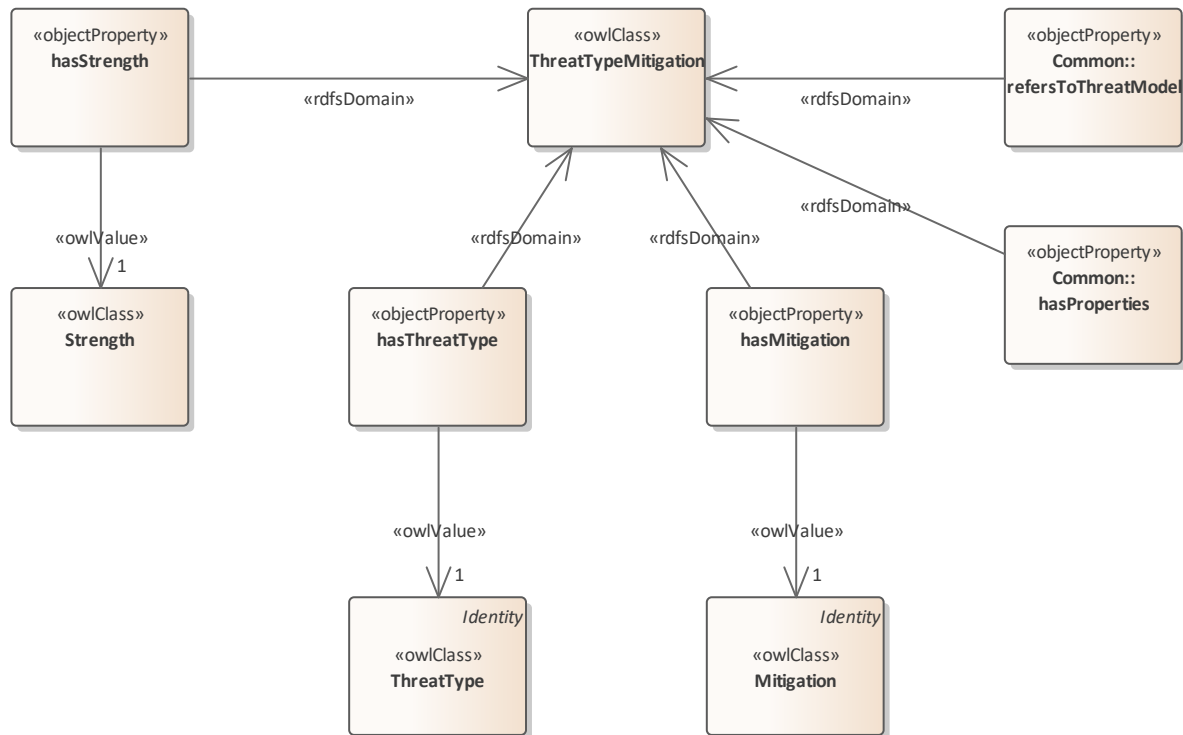 «objectProperty»
hasStrength
«owlClass»
ThreatTypeMitigation
«objectProperty»
Common::
refersToThreatModel
«rdfsDomain»
«rdfsDomain»
«rdfsDomain»
«owlValue»
1
«rdfsDomain»
«rdfsDomain»
«objectProperty»
Common::
hasProperties
«owlClass»
Strength
«objectProperty»
hasThreatType
«objectProperty»
hasMitigation
«owlValue»
1
«owlValue»
1
Identity
«owlClass»
ThreatType
Identity
«owlClass»
Mitigation